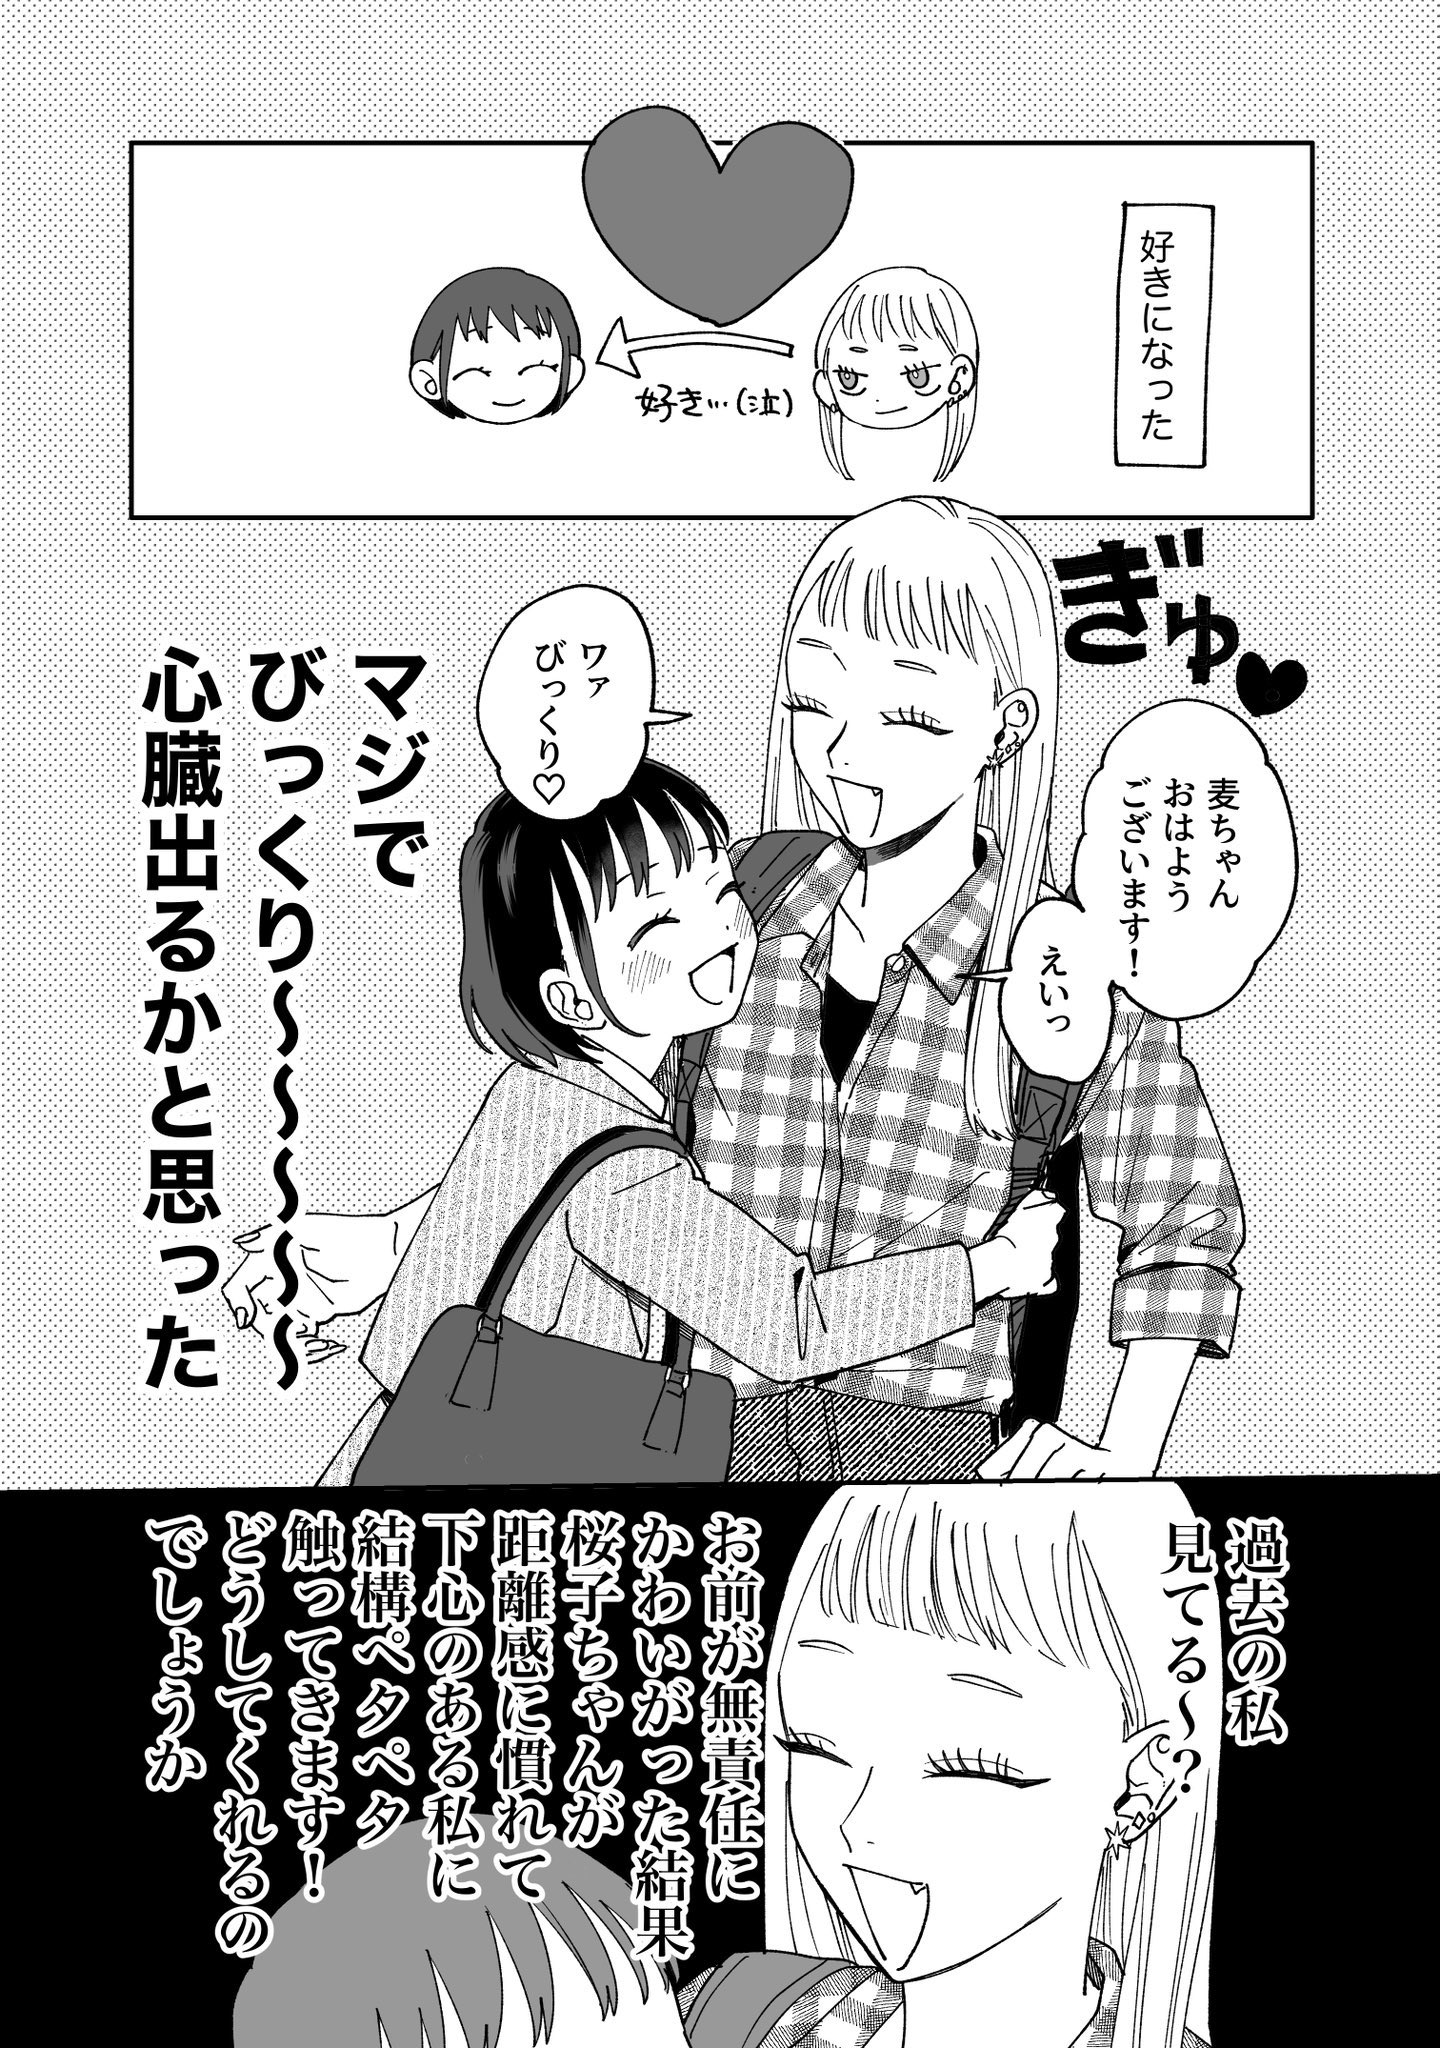 好きになった
好き…(泣)
ぎゅ♥
麦ちゃん
おはよう
ございます!
えいっ
ワァ
びっくり♡
マジで
びっくり〜〜〜〜〜
心臓出るかと思った
過去の私
見てる〜?
お前が無責任に
かわいがった結果
桜子ちゃんが
距離感に慣れて
下心のある私に
結構ペタペタ
触ってきます!
どうしてくれるの
でしょうか